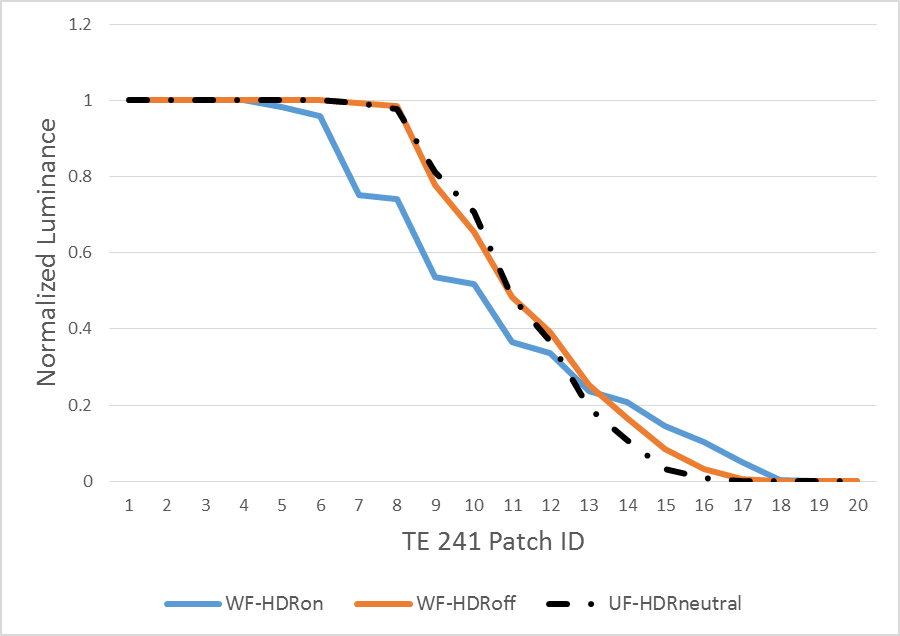 1.2
1
0.8
0.6
0.4
0.2
0
Normalized Luminance
1 2 3 4 5 6 7 8 9 10 11 12 13 14 15 16 17 18 19 20
TE 241 Patch ID
WF-HDRon WF-HDRoff UF-HDRneutral